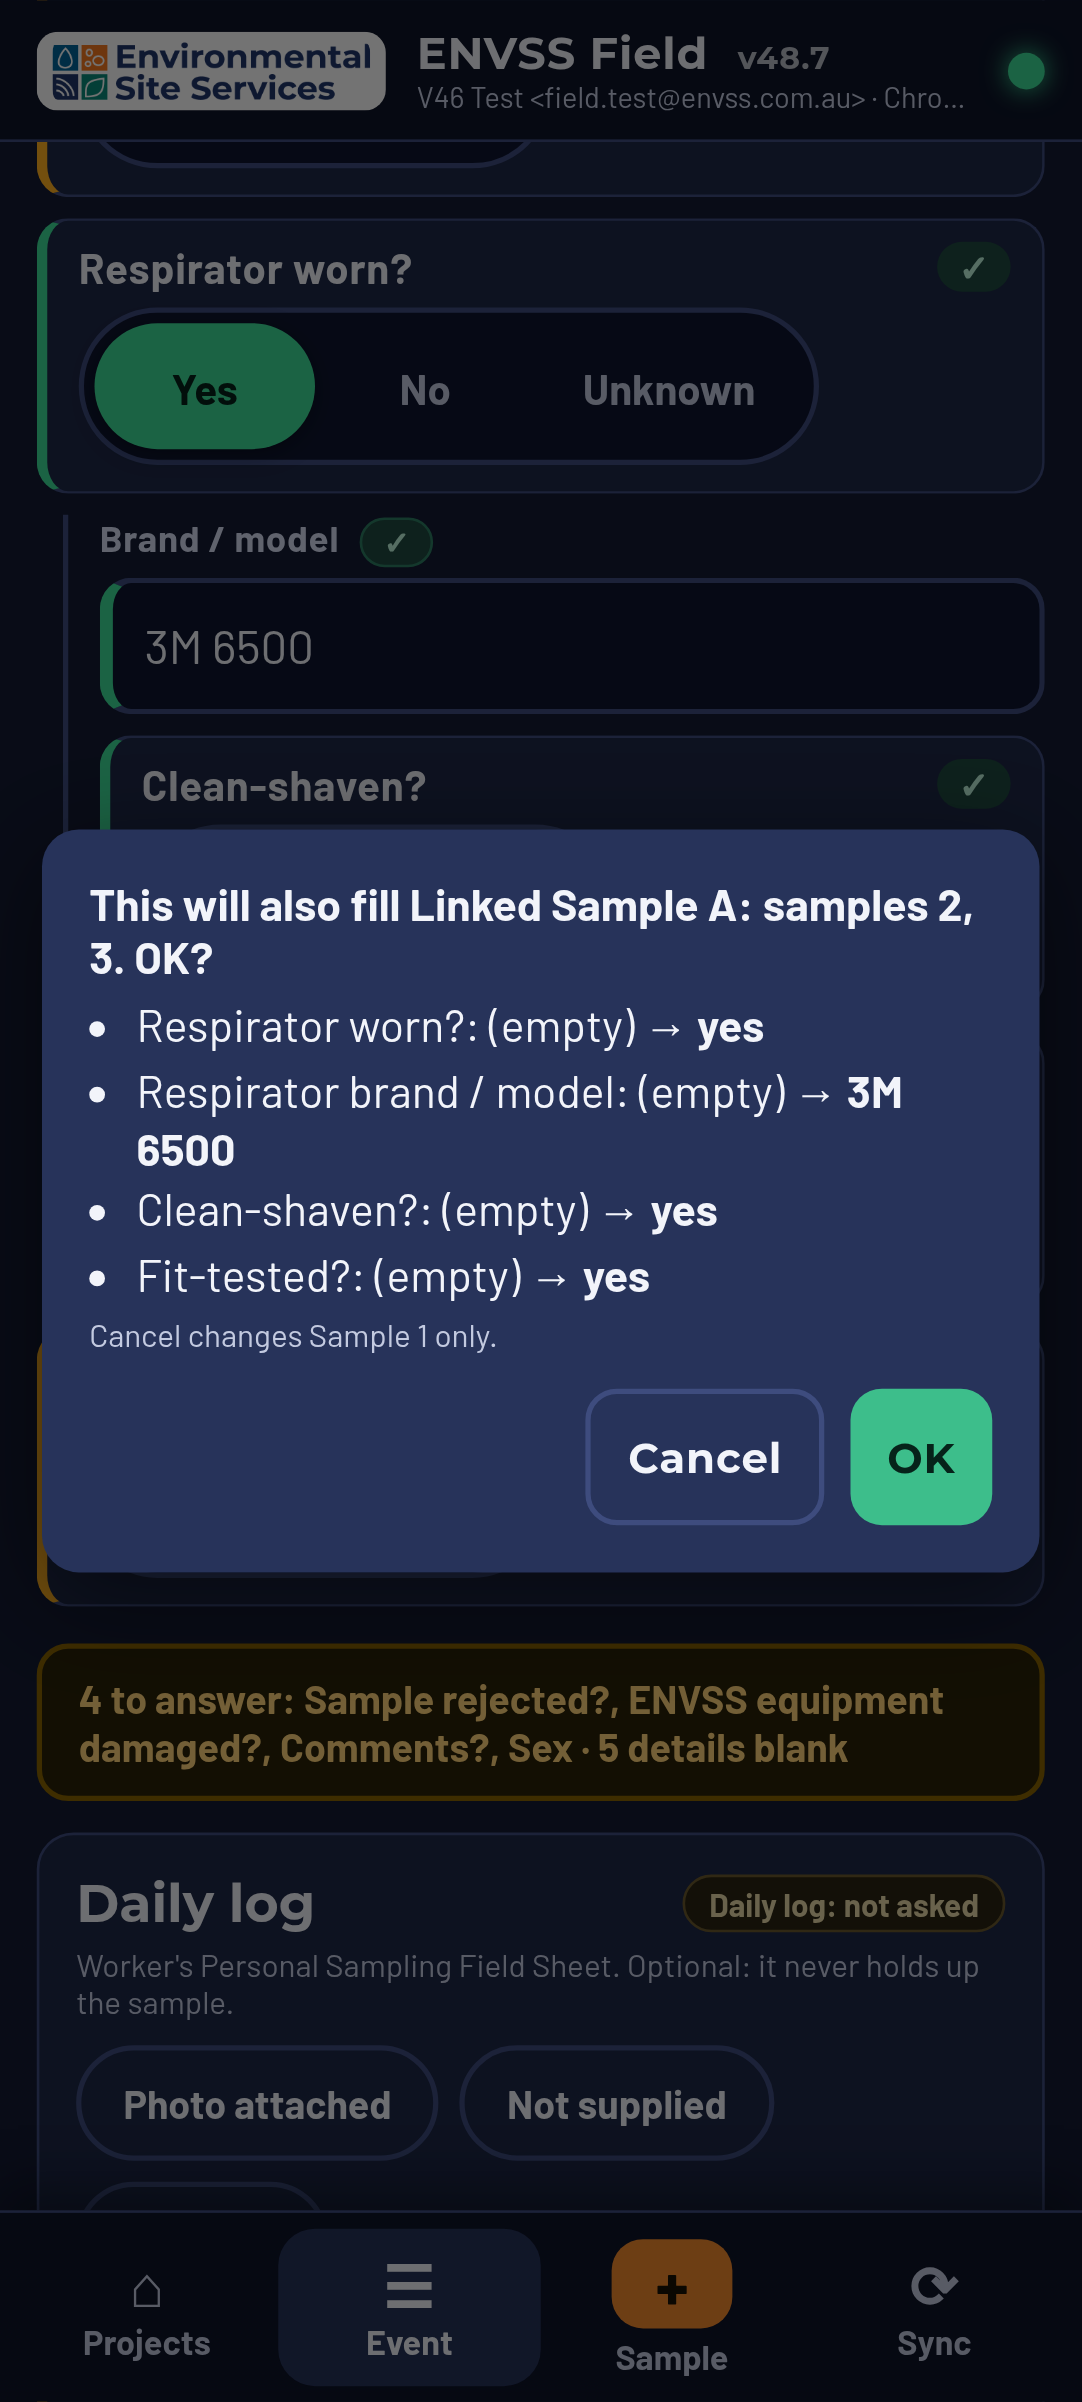 Environmental
Site Services
ENVSS Field v48.7
V46 Test <field.test@envss.com.au> · Chro...
Respirator worn?
✓
Yes
No
Unknown
Brand / model ✓
3M 6500
Clean-shaven?
✓
This will also fill Linked Sample A: samples 2,
3. OK?
• Respirator worn?: (empty) → yes
• Respirator brand / model: (empty) → 3M
6500
• Clean-shaven?: (empty) → yes
• Fit-tested?: (empty) → yes
Cancel changes Sample 1 only.
Cancel
OK
4 to answer: Sample rejected?, ENVSS equipment
damaged?, Comments?, Sex · 5 details blank
Daily log
Daily log: not asked
Worker's Personal Sampling Field Sheet. Optional: it never holds up
the sample.
Photo attached
Not supplied
Projects
Event
+
Sample
Sync